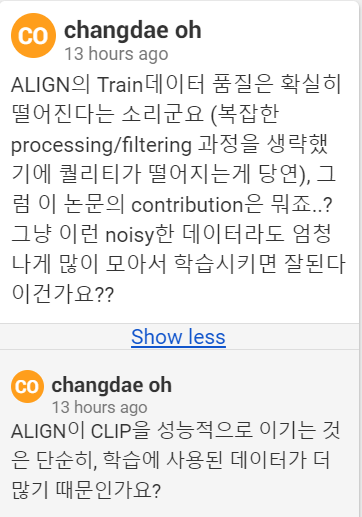 CO changdae oh
13 hours ago
ALIGN의 Train데이터 품질은 확실히
떨어진다는 소리군요 (복잡한
processing/filtering 과정을 생략했
기에 퀄리티가 떨어지는게 당연), 그
럼 이 논문의 contribution은 뭐죠..?
그냥 이런 noisy한 데이터라도 엄청
나게 많이 모아서 학습시키면 잘된다
이건가요??
Show less
CO changdae oh
13 hours ago
ALIGN이 CLIP을 성능적으로 이기는 것
은 단순히, 학습에 사용된 데이터가 더
많기 때문인가요?